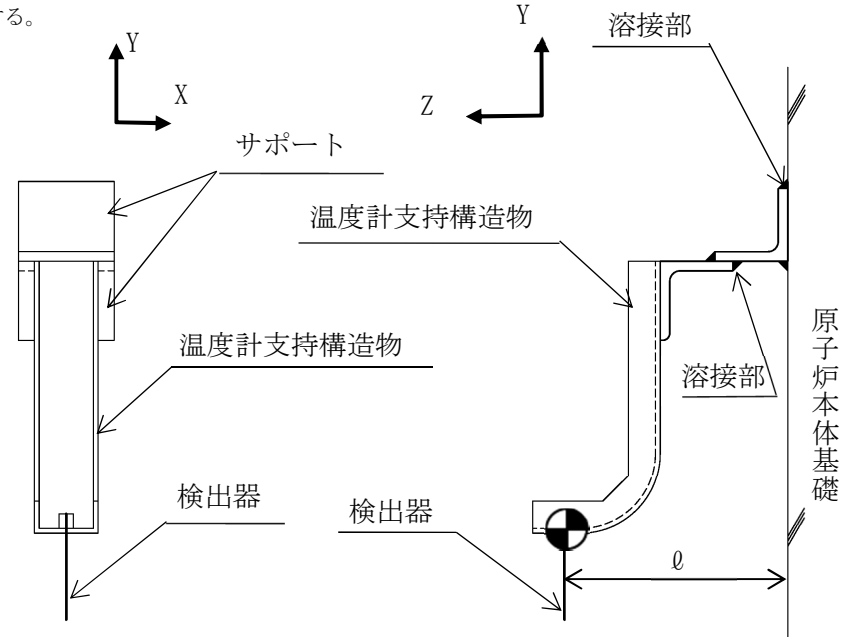 する。
Y
X
サポート
温度計支持構造物
検出器
Y
Z
溶接部
温度計支持構造物
溶接部
検出器
ℓ
原子炉本体基礎